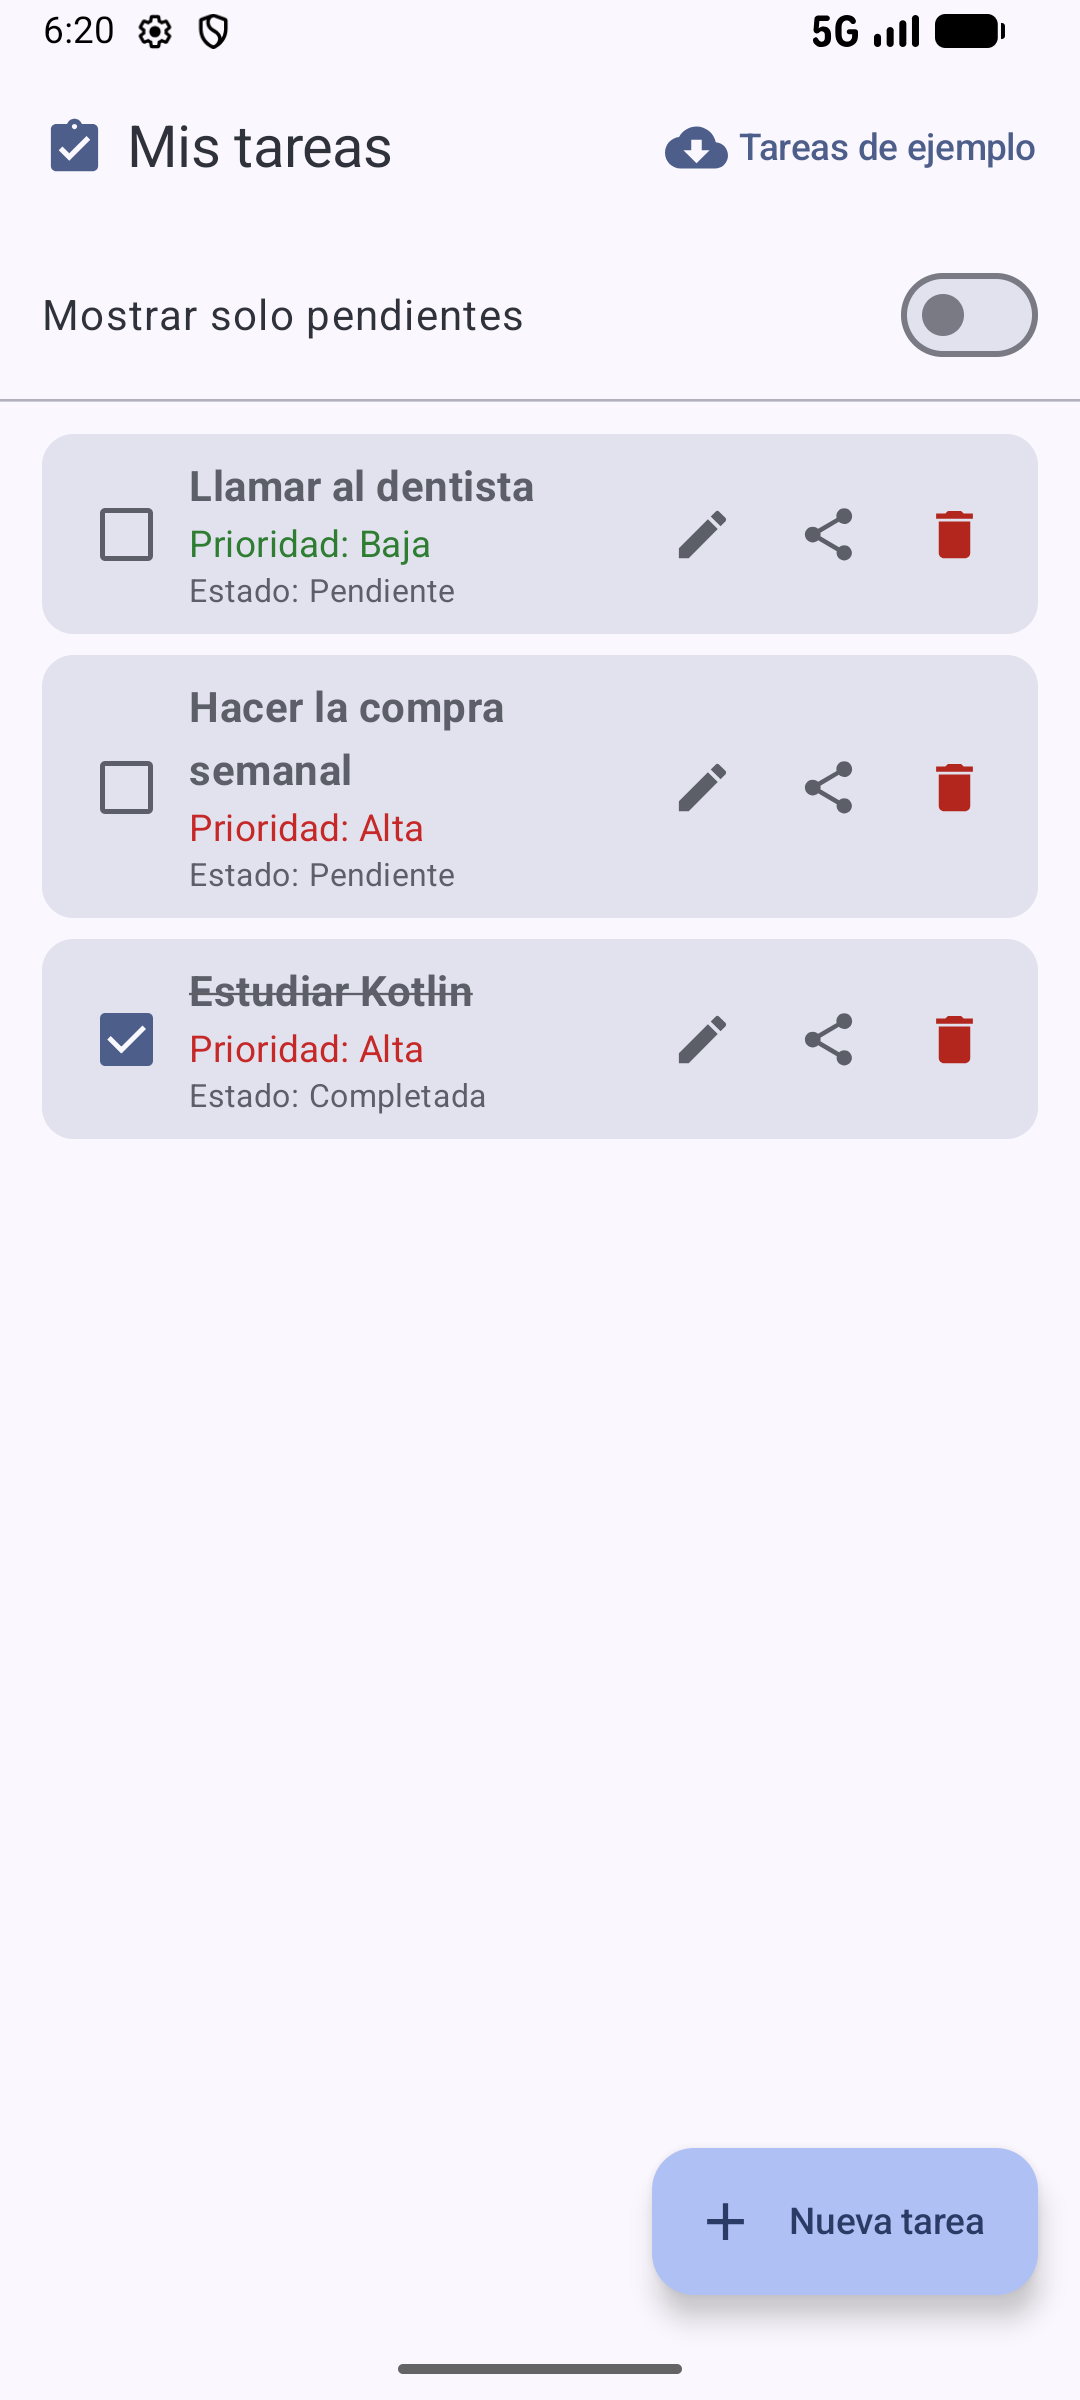 6:20
5G
Mis tareas
Tareas de ejemplo
Mostrar solo pendientes
Llamar al dentista
Prioridad: Baja
Estado: Pendiente
Hacer la compra
semanal
Prioridad: Alta
Estado: Pendiente
Estudiar Kotlin
Prioridad: Alta
Estado: Completada
Nueva tarea